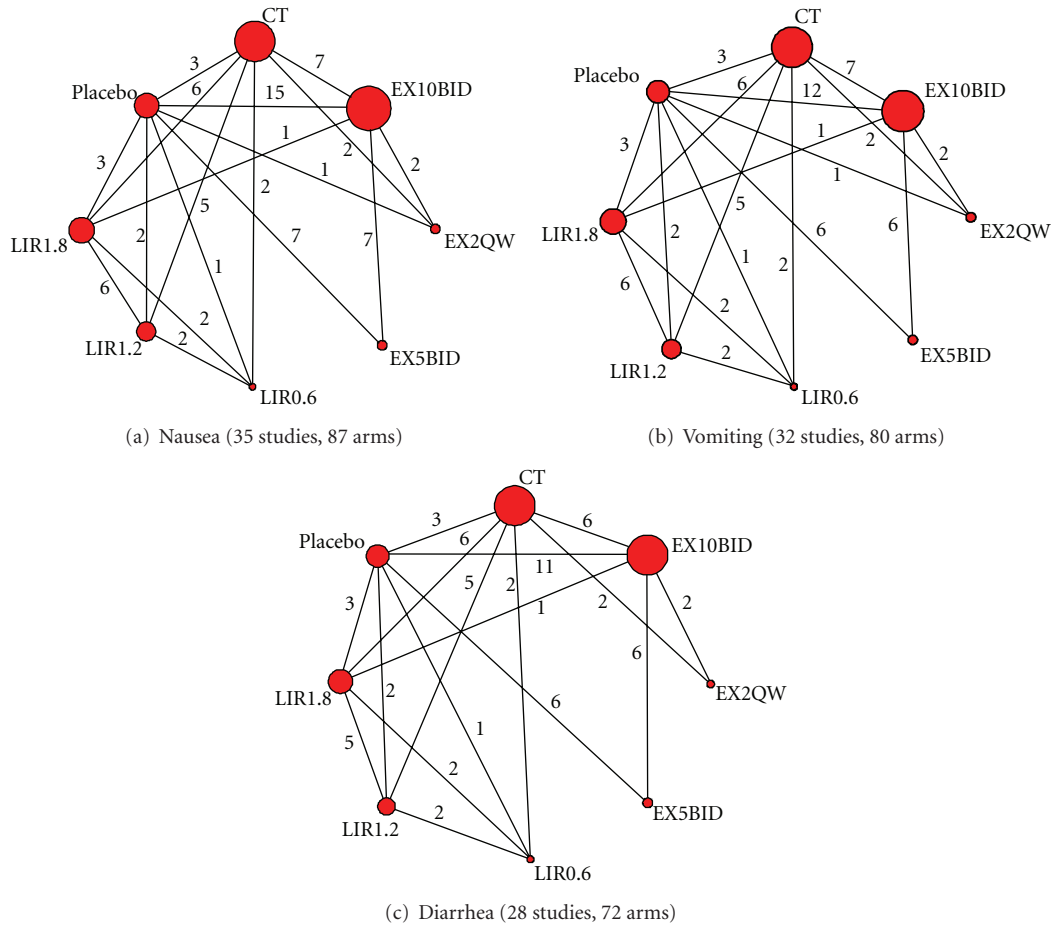 CT
3
7
Placebo
6
15
EX10BID
1
3
2
2
1
2
5
LIR1.8
EX2QW
2
7
7
1
6
2
2
LIR1.2
EX5BID
LIR0.6
(a) Nausea (35 studies, 87 arms)
CT
3
7
Placebo
6
12
EX10BID
1
2
3
2
1
5
LIR1.8
6
6
EX2QW
2
1
2
6
2
2
LIR1.2
EX5BID
LIR0.6
(b) Vomiting (32 studies, 80 arms)
CT
3
6
Placebo
6
EX10BID
11
5
2
3
1
2
2
6
LIR1.8
2
6
EX2QW
1
5
2
2
LIR1.2
EX5BID
LIR0.6
(c) Diarrhea (28 studies, 72 arms)